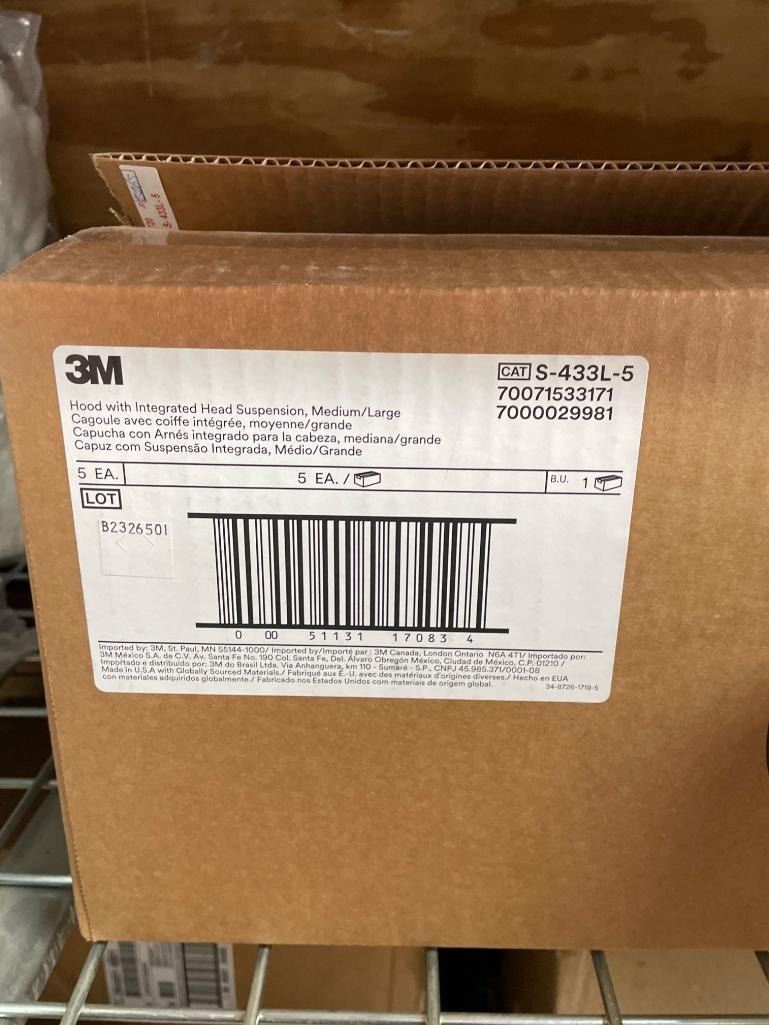 S-433L-5
3M
CAT S-433L-5
70071533171
7000029981
Hood with Integrated Head Suspension, Medium/Large
Cagoule avec coiffe intégrée, moyenne/grande
Capucha con Arnés integrado para la cabeza, mediana/grande
Capuz com Suspensão Integrada, Médio/Grande
5 EA. 5 EA. / B.U. 1
LOT
B2326501
0 00 51131 17083 4
Imported by: 3M, St. Paul, MN 55144-1000/ Imported by/Importé par : 3M Canada, London Ontario N6A 4T1/ Importado por:
3M México S.A. de C.V. Av. Santa Fe No. 190 Col. Santa Fe, Del. Álvaro Obregón México, Ciudad de México, C.P. 01210 /
Importado e distribuido por: 3M do Brasil Ltda. Via Anhanguera, km 110 - Sumaré - S.P., CNPJ 45.985.371/0001-08
Made in U.S.A with Globally Sourced Materials./ Fabriqué aux É.-U. avec des matériaux d'origines diverses./ Hecho en EUA
con materiales adquiridos globalmente./ Fabricado nos Estados Unidos com materiais de origem global.
34-8726-1719-5